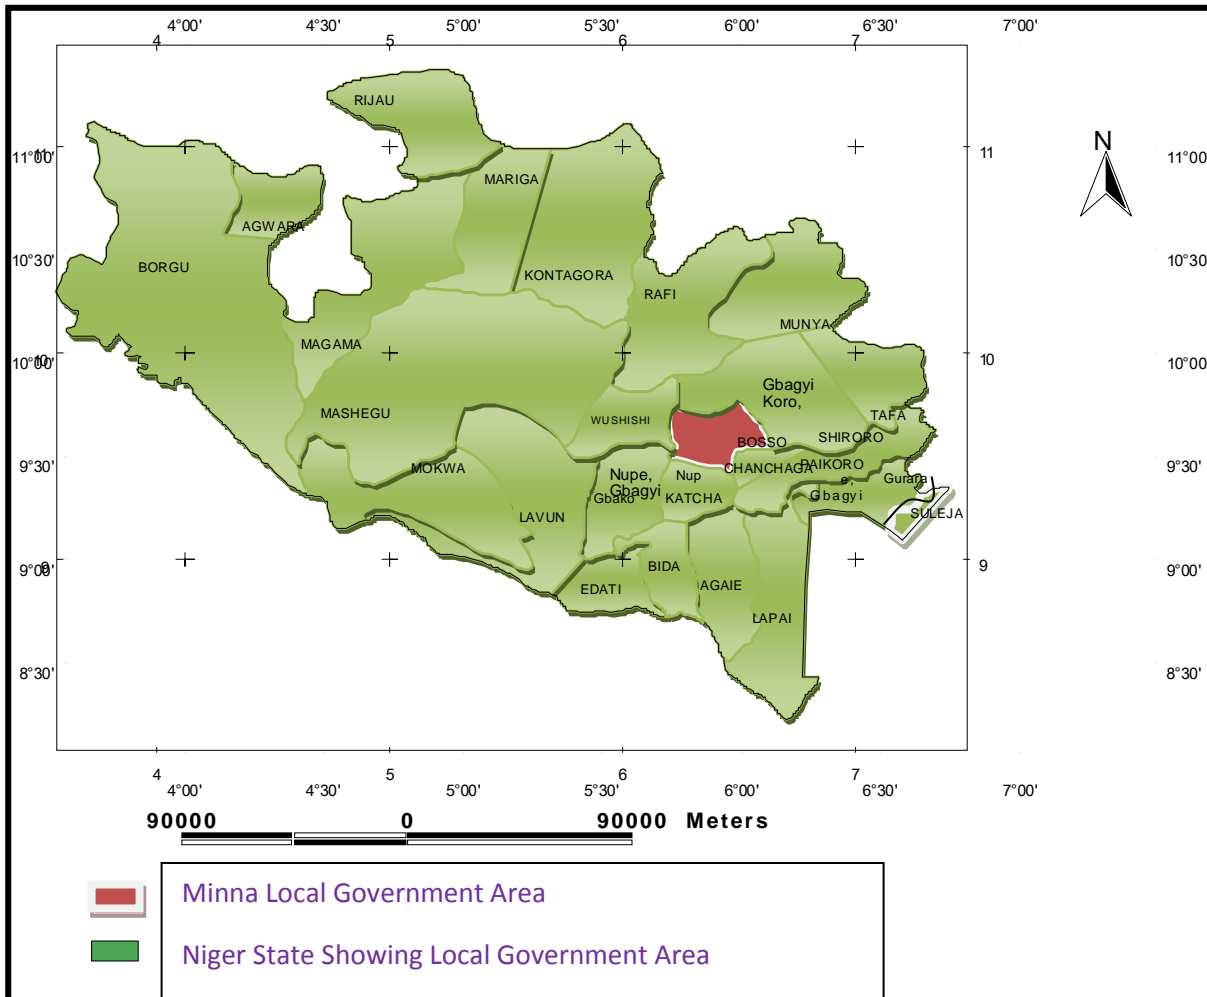 4°00' 4°30' 5°00' 5°30' 6°00' 6°30' 7°00'
4 5 6 7
RIJAU
N
11°00' 11 11 11°00'
MARIGA
AGWARA
10°30' BORGU KONTAGORA 10°30'
RAFI
MUNYA
MAGAMA
10°00' 10 10 10°00'
Gbagyi
Koro,
MASHEGU WUSHISHI TAFA
BOSSO SHIRORO
9°30' MOKWA CHANCHAGA PAIKORO 9°30'
Nupe, Nup e, Gurara
Gbagyi
Gbako KATCHA Gbagyi
LAVUN SULEJA
9°00' 9 9 9°00'
BIDA
EDATI AGAIE
LAPAI
8°30' 8°30'
4 5 6 7
4°00' 4°30' 5°00' 5°30' 6°00' 6°30' 7°00'
90000 0 90000 Meters
Minna Local Government Area
Niger State Showing Local Government Area